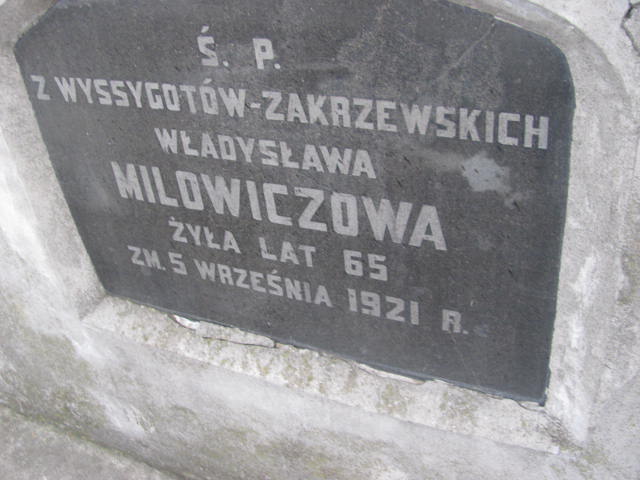 Ś. P.
Z WYSSYGOTÓW-ZAKRZEWSKICH
WŁADYSŁAWA
MILOWICZOWA
ŻYŁA LAT 65
ZM. 5 WRZEŚNIA 1921 R.